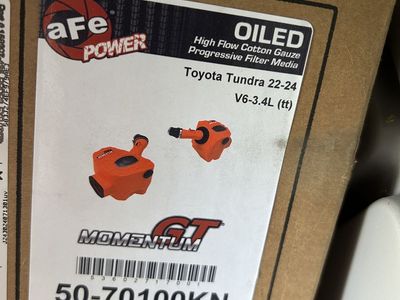 aFe
POWER
OILED
High Flow Cotton Gauze
Progressive Filter Media
Toyota Tundra 22-24
V6-3.4L (tt)
MOMENTUM GT
50-70100KN